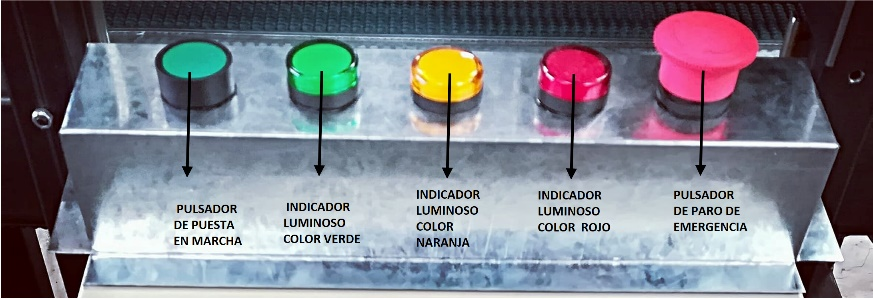 PULSADOR
DE PUESTA
EN MARCHA
INDICADOR
LUMINOSO
COLOR VERDE
INDICADOR
LUMINOSO
COLOR
NARANJA
INDICADOR
LUMINOSO
COLOR ROJO
PULSADOR
DE PARO DE
EMERGENCIA